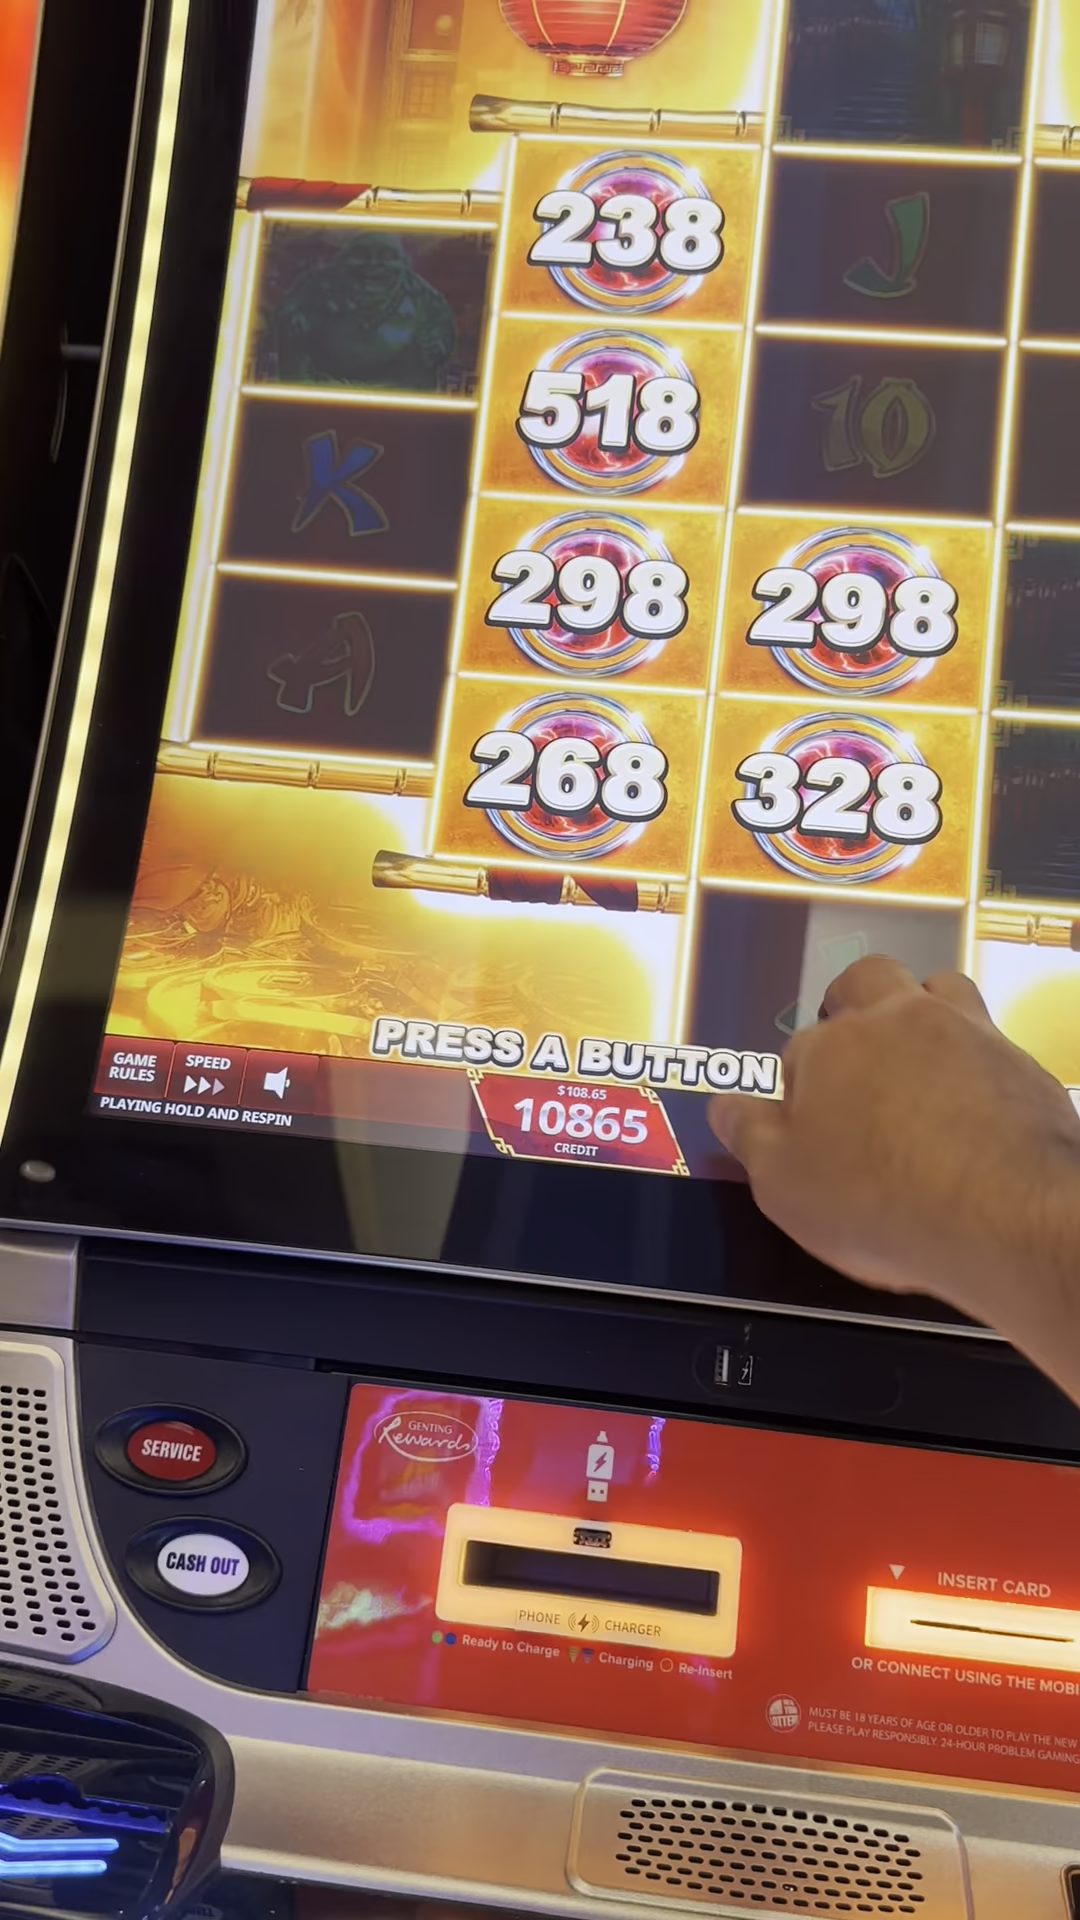 238
J
518
10
K
298
298
A
268
328
PRESS A BUTTON
GAME
RULES
SPEED
$108.65
10865
CREDIT
PLAYING HOLD AND RESPIN
SERVICE
CASH OUT
GENTING
Rewards
PHONE CHARGER
Ready to Charge Charging Re-Insert
INSERT CARD
OR CONNECT USING THE MOBI
MUST BE 18 YEARS OF AGE OR OLDER TO PLAY THE NEW
PLEASE PLAY RESPONSIBLY. 24-HOUR PROBLEM GAMING